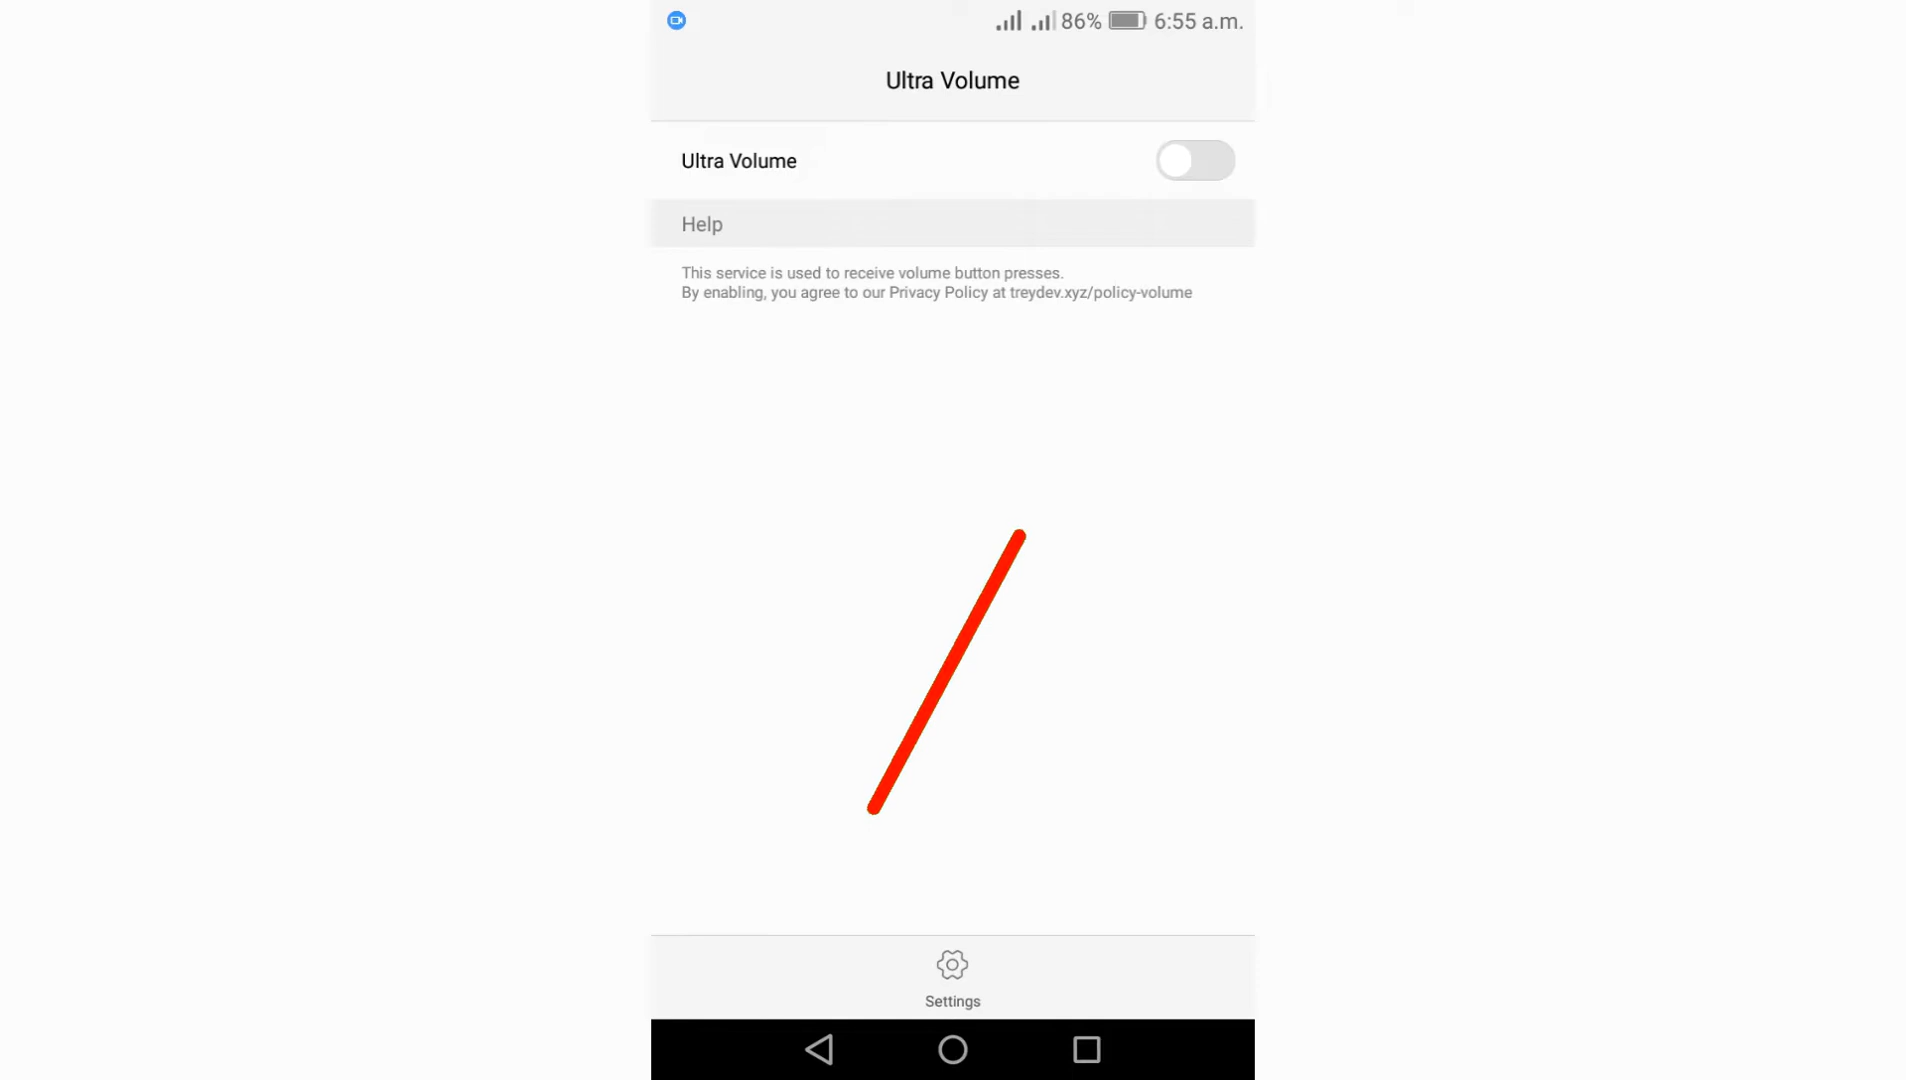 86% 6:55 a.m.
Ultra Volume
Ultra Volume
Help
This service is used to receive volume button presses.
By enabling, you agree to our Privacy Policy at treydev.xyz/policy-volume
Settings